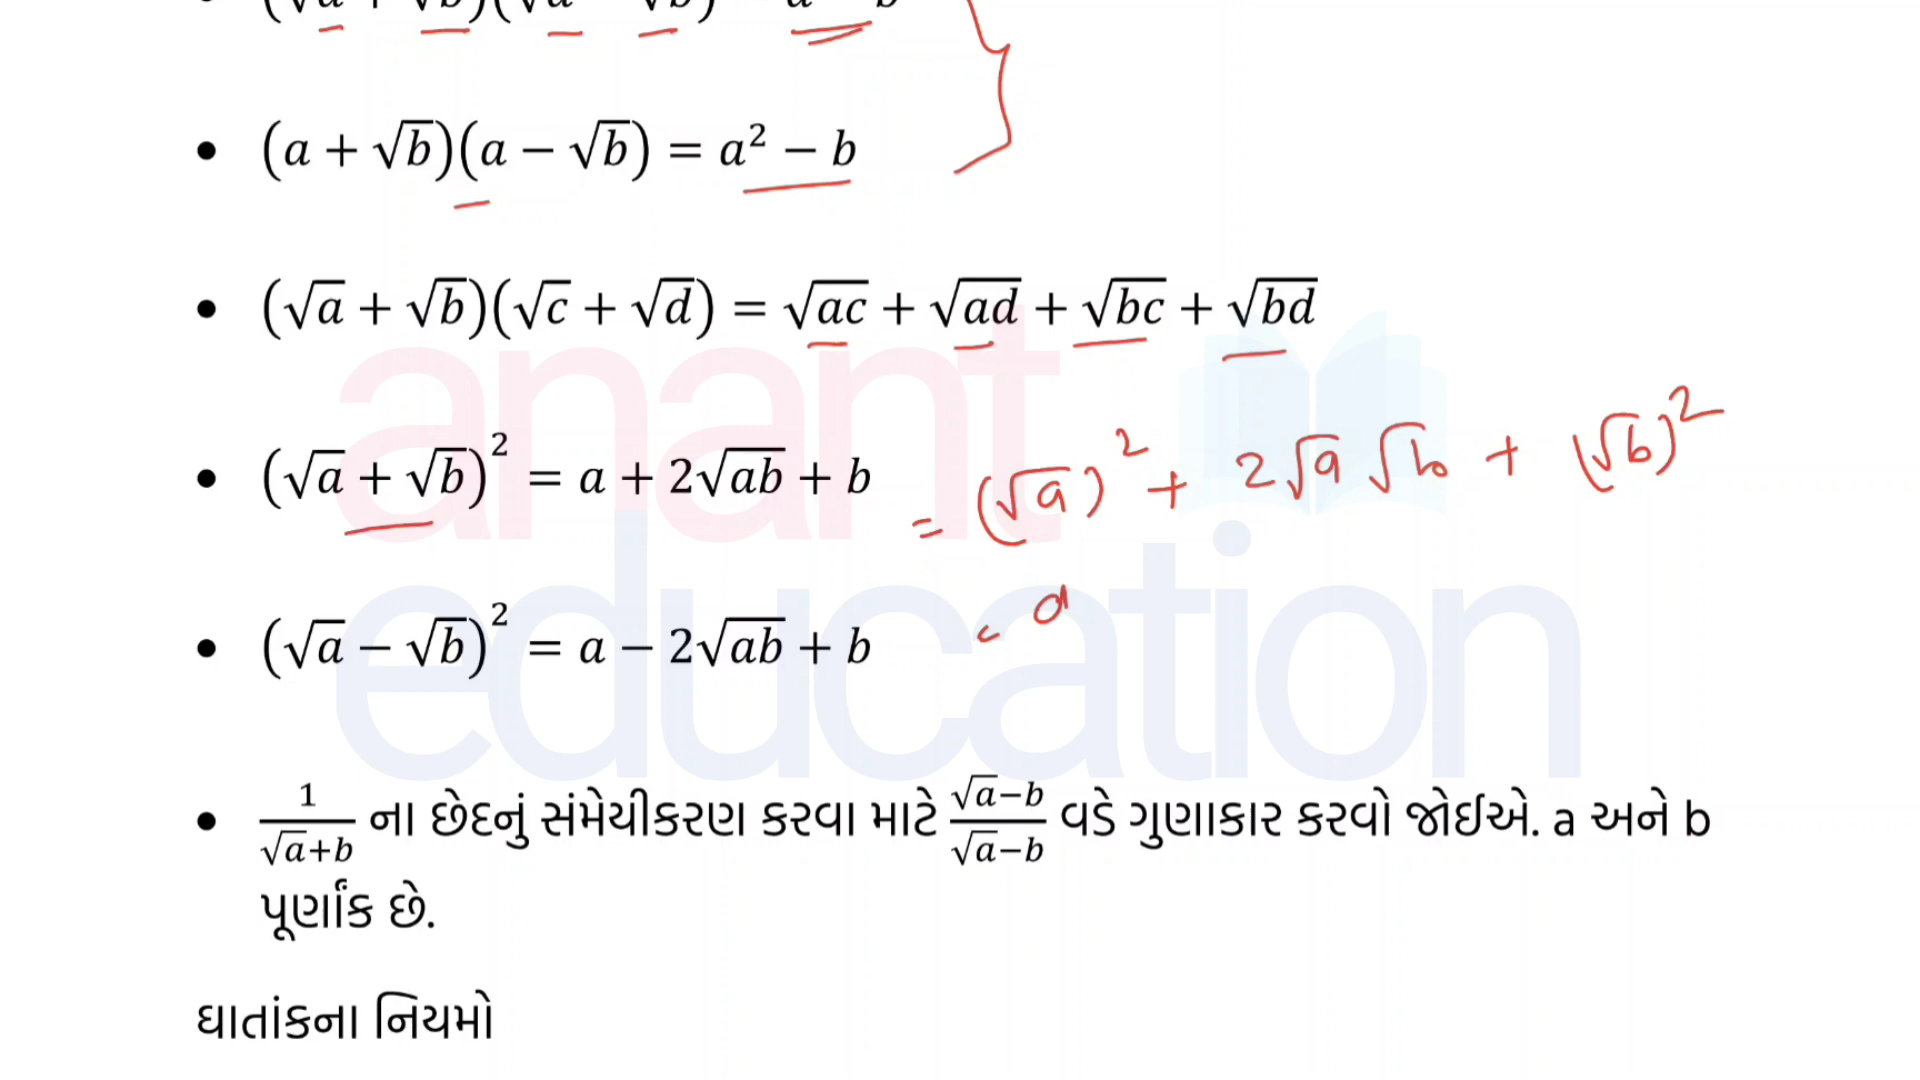 • (√a + √b)(√a − √b) = a − b
• (a + √b)(a − √b) = a² − b
• (√a + √b)(√c + √d) = √ac + √ad + √bc + √bd
• (√a + √b)² = a + 2√ab + b = (√a)² + 2√a √b + (√b)²
• (√a − √b)² = a − 2√ab + b = a
• 1/(√a+b) ના છેદનું સંમેયીકરણ કરવા માટે (√a−b)/(√a−b) વડે ગુણાકાર કરવો જોઈએ. a અને b
પૂર્ણાંક છે.
ઘાતાંકના નિયમો
anant
education